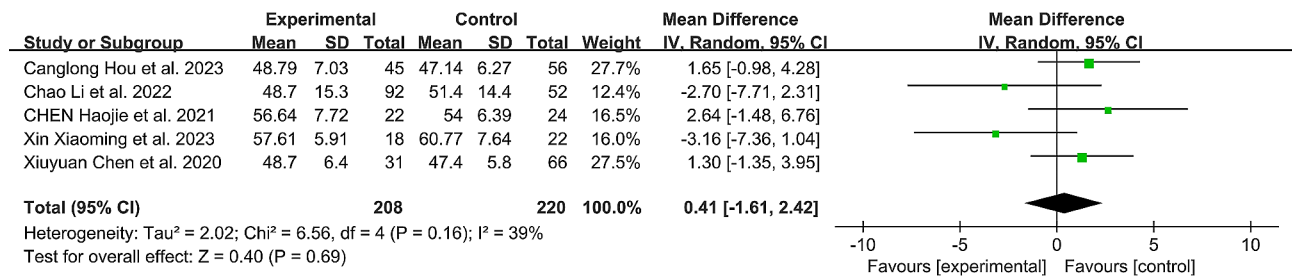 Experimental Control Mean Difference Mean Difference
Study or Subgroup Mean SD Total Mean SD Total Weight IV, Random, 95% CI IV, Random, 95% CI
Canglong Hou et al. 2023 48.79 7.03 45 47.14 6.27 56 27.7% 1.65 [-0.98, 4.28]
Chao Li et al. 2022 48.7 15.3 92 51.4 14.4 52 12.4% -2.70 [-7.71, 2.31]
CHEN Haojie et al. 2021 56.64 7.72 22 54 6.39 24 16.5% 2.64 [-1.48, 6.76]
Xin Xiaoming et al. 2023 57.61 5.91 18 60.77 7.64 22 16.0% -3.16 [-7.36, 1.04]
Xiuyuan Chen et al. 2020 48.7 6.4 31 47.4 5.8 66 27.5% 1.30 [-1.35, 3.95]
Total (95% CI) 208 220 100.0% 0.41 [-1.61, 2.42]
Heterogeneity: Tau² = 2.02; Chi² = 6.56, df = 4 (P = 0.16); I² = 39%
Test for overall effect: Z = 0.40 (P = 0.69)
-10 -5 0 5 10
Favours [experimental] Favours [control]